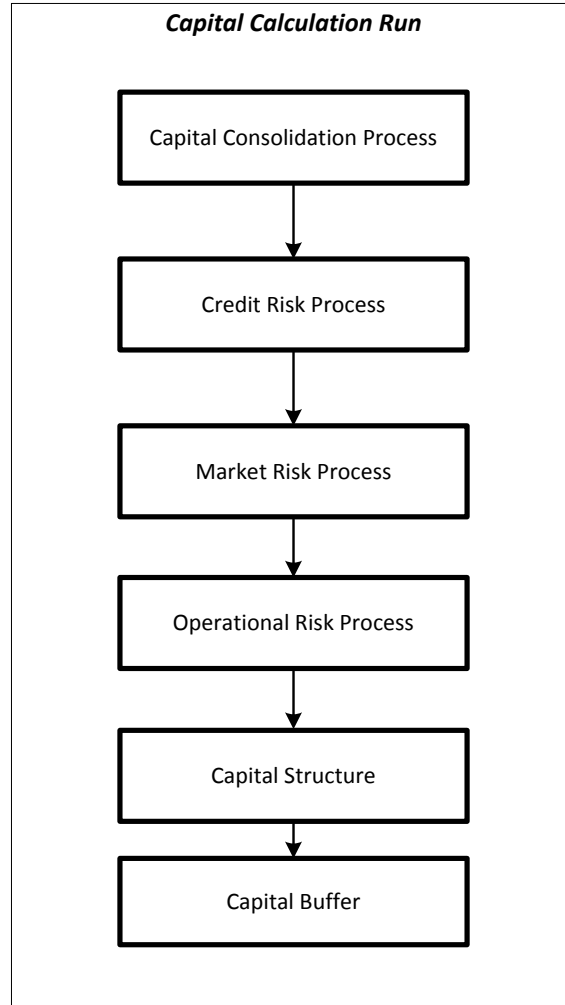 Capital Calculation Run
Capital Consolidation Process
Credit Risk Process
Market Risk Process
Operational Risk Process
Capital Structure
Capital Buffer